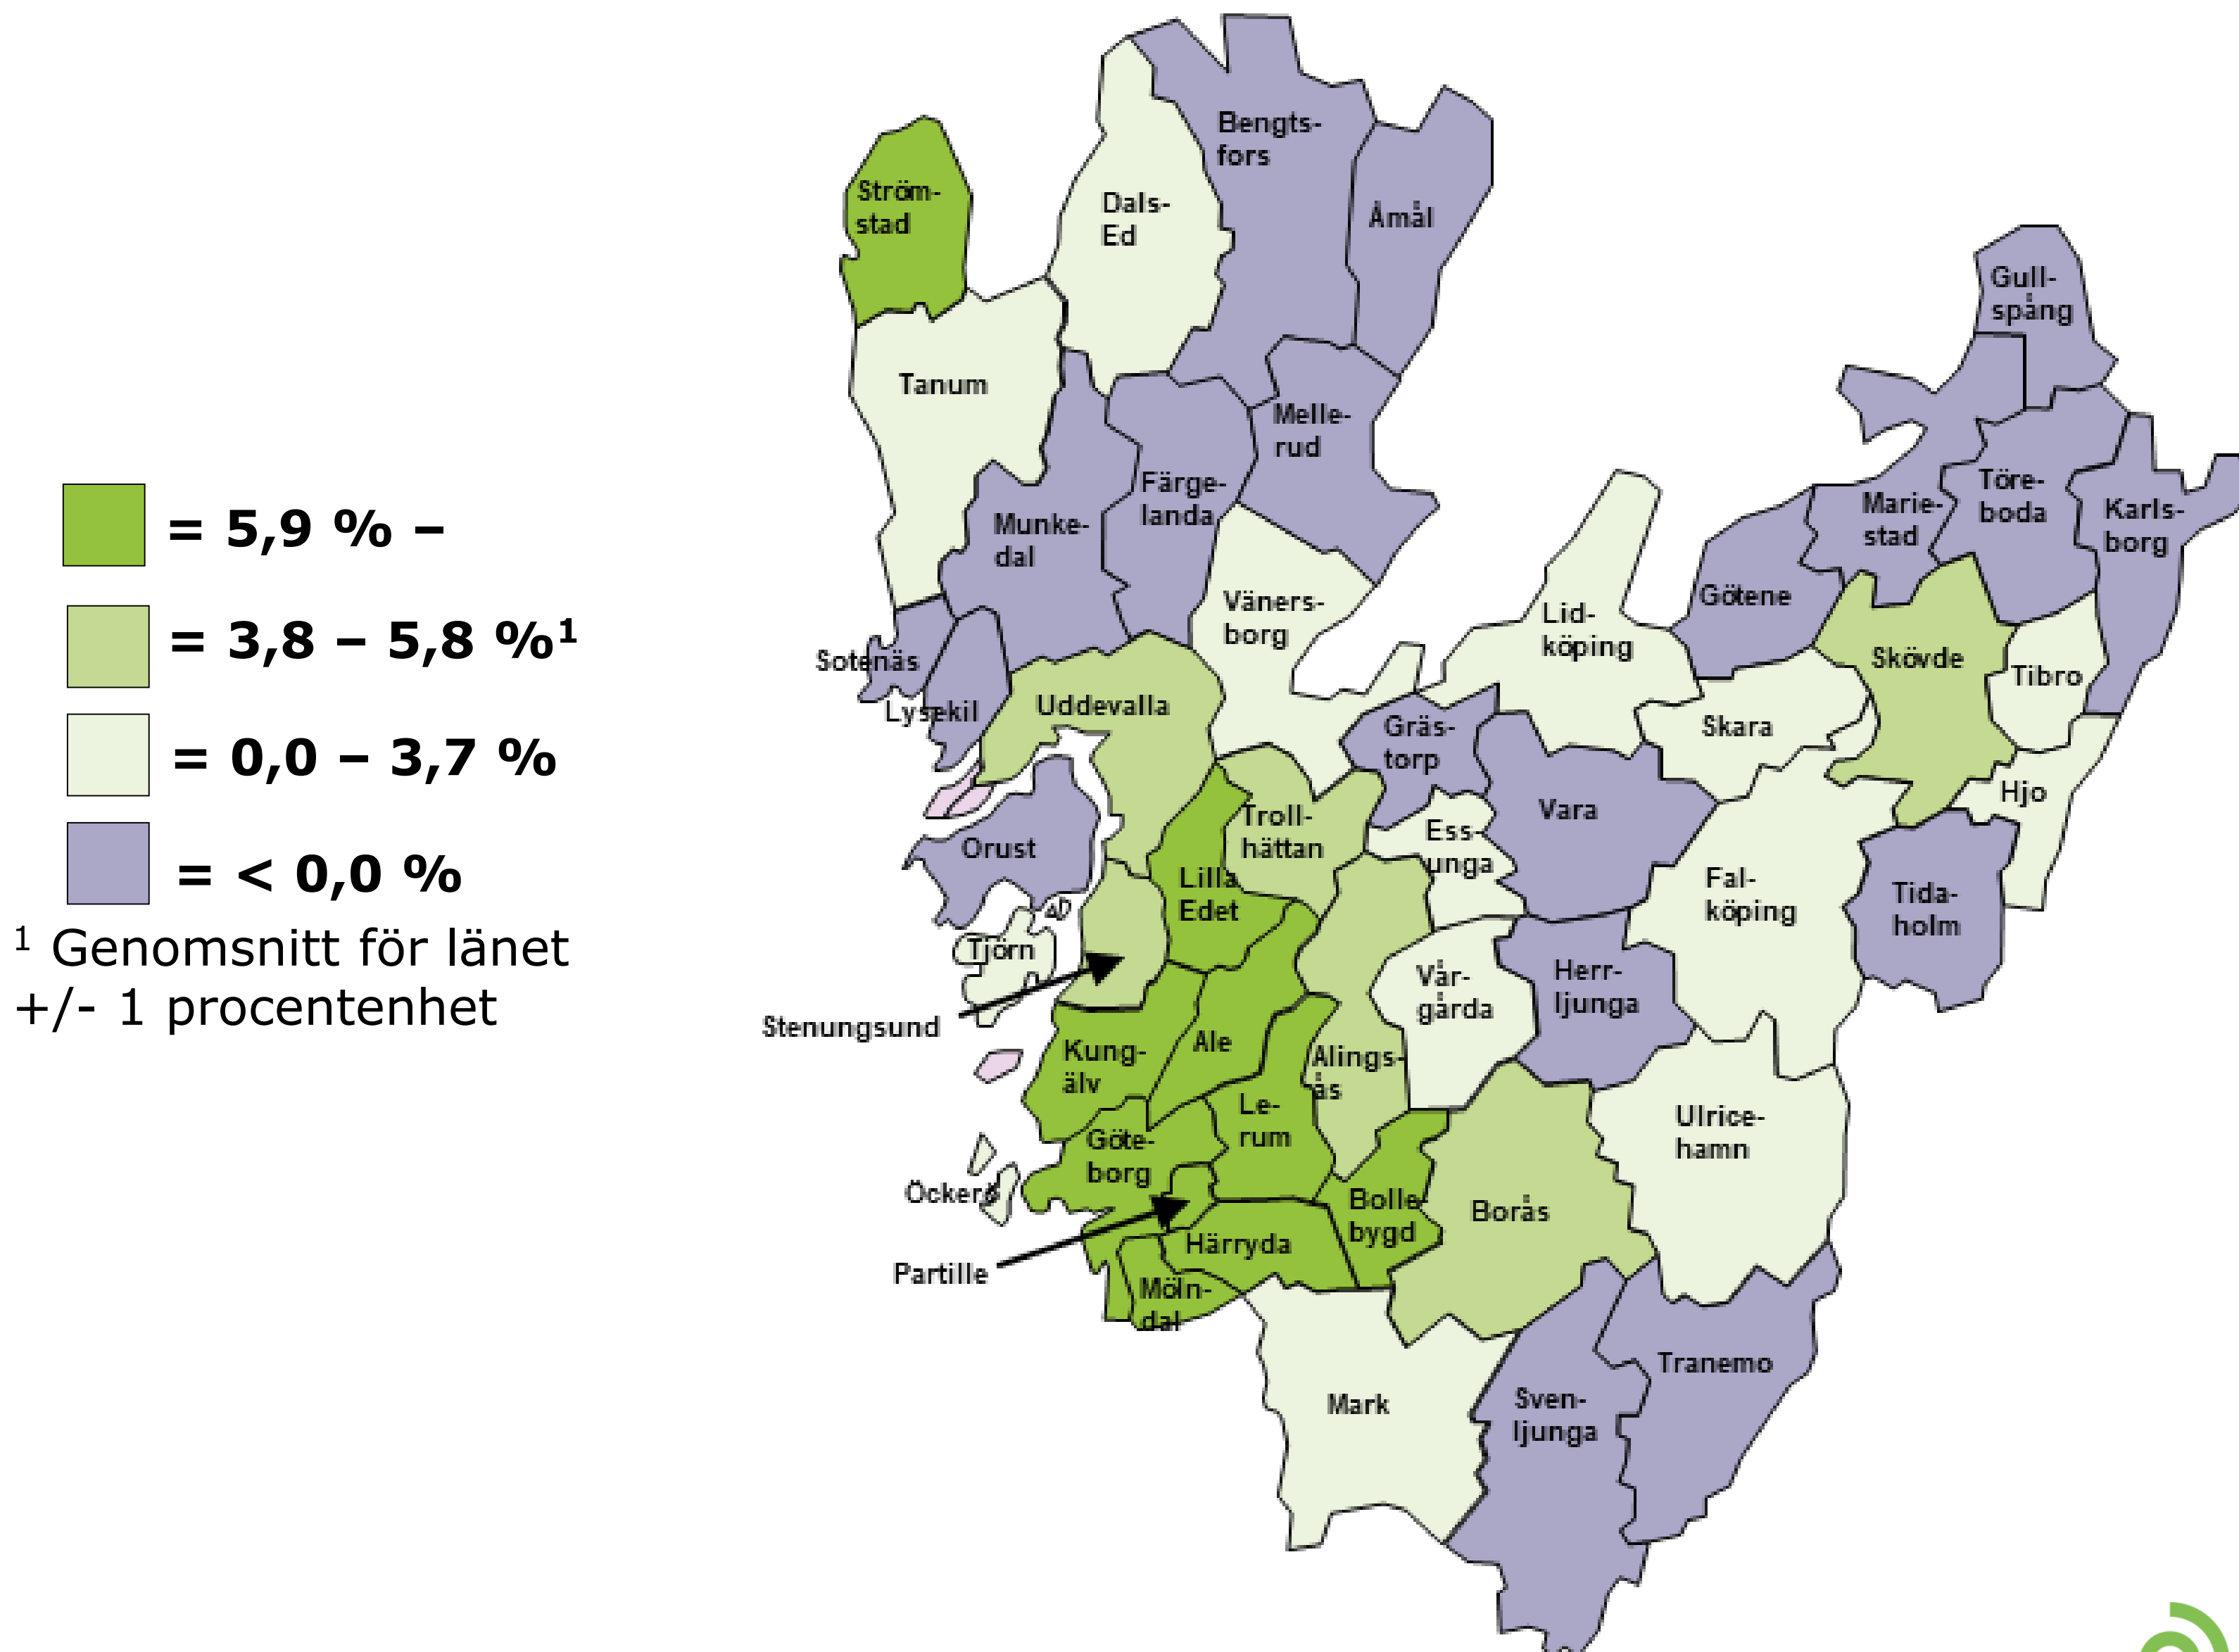 = 5,9 % –
= 3,8 – 5,8 %¹
= 0,0 – 3,7 %
= < 0,0 %
¹ Genomsnitt för länet
+/- 1 procentenhet
Ström-
stad
Dals-
Ed
Bengts-
fors
Åmål
Gull-
spång
Tanum
Melle-
rud
Färge-
landa
Munke-
dal
Marie-
stad
Töre-
boda
Karls-
borg
Väners-
borg
Lid-
köping
Götene
Sotenäs
Lysekil
Uddevalla
Skövde
Tibro
Gräs-
torp
Skara
Hjo
Troll-
hättan
Ess-
unga
Vara
Orust
Lilla
Edet
Fal-
köping
Tida-
holm
Tjörn
Vår-
gårda
Herr-
ljunga
Stenungsund
Kung-
älv
Ale
Alings-
ås
Le-
rum
Ulrice-
hamn
Göte-
borg
Öckerö
Bolle-
bygd
Borås
Härryda
Partille
Möln-
dal
Mark
Sven-
ljunga
Tranemo